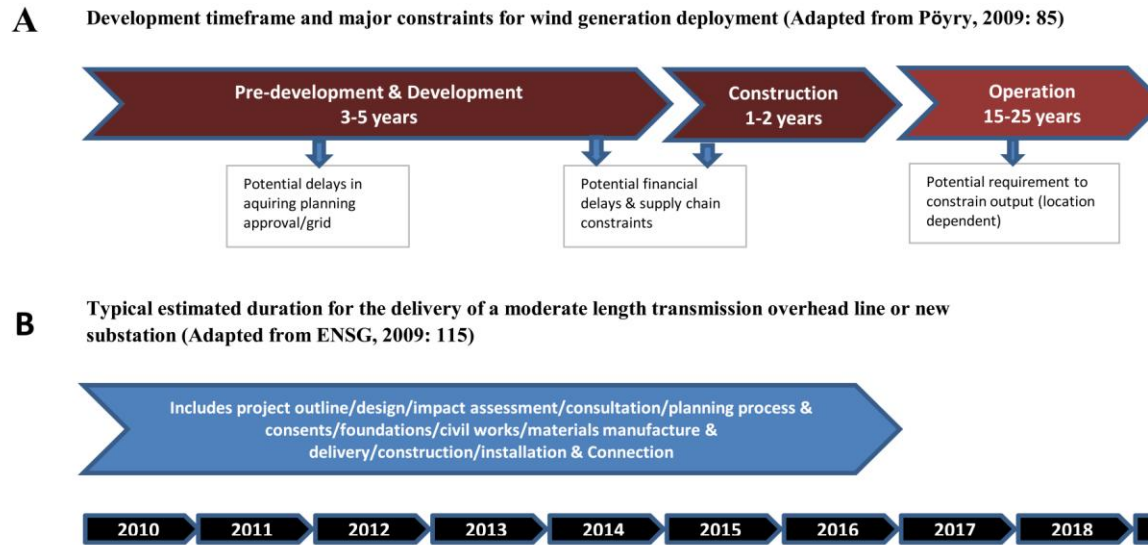 A
Development timeframe and major constraints for wind generation deployment (Adapted from Pöyry, 2009: 85)
Pre-development & Development
3-5 years
Construction
1-2 years
Operation
15-25 years
Potential delays in
aquiring planning
approval/grid
Potential financial
delays & supply chain
constraints
Potential requirement to
constrain output (location
dependent)
B
Typical estimated duration for the delivery of a moderate length transmission overhead line or new
substation (Adapted from ENSG, 2009: 115)
Includes project outline/design/impact assessment/consultation/planning process &
consents/foundations/civil works/materials manufacture &
delivery/construction/installation & Connection
2010 2011 2012 2013 2014 2015 2016 2017 2018